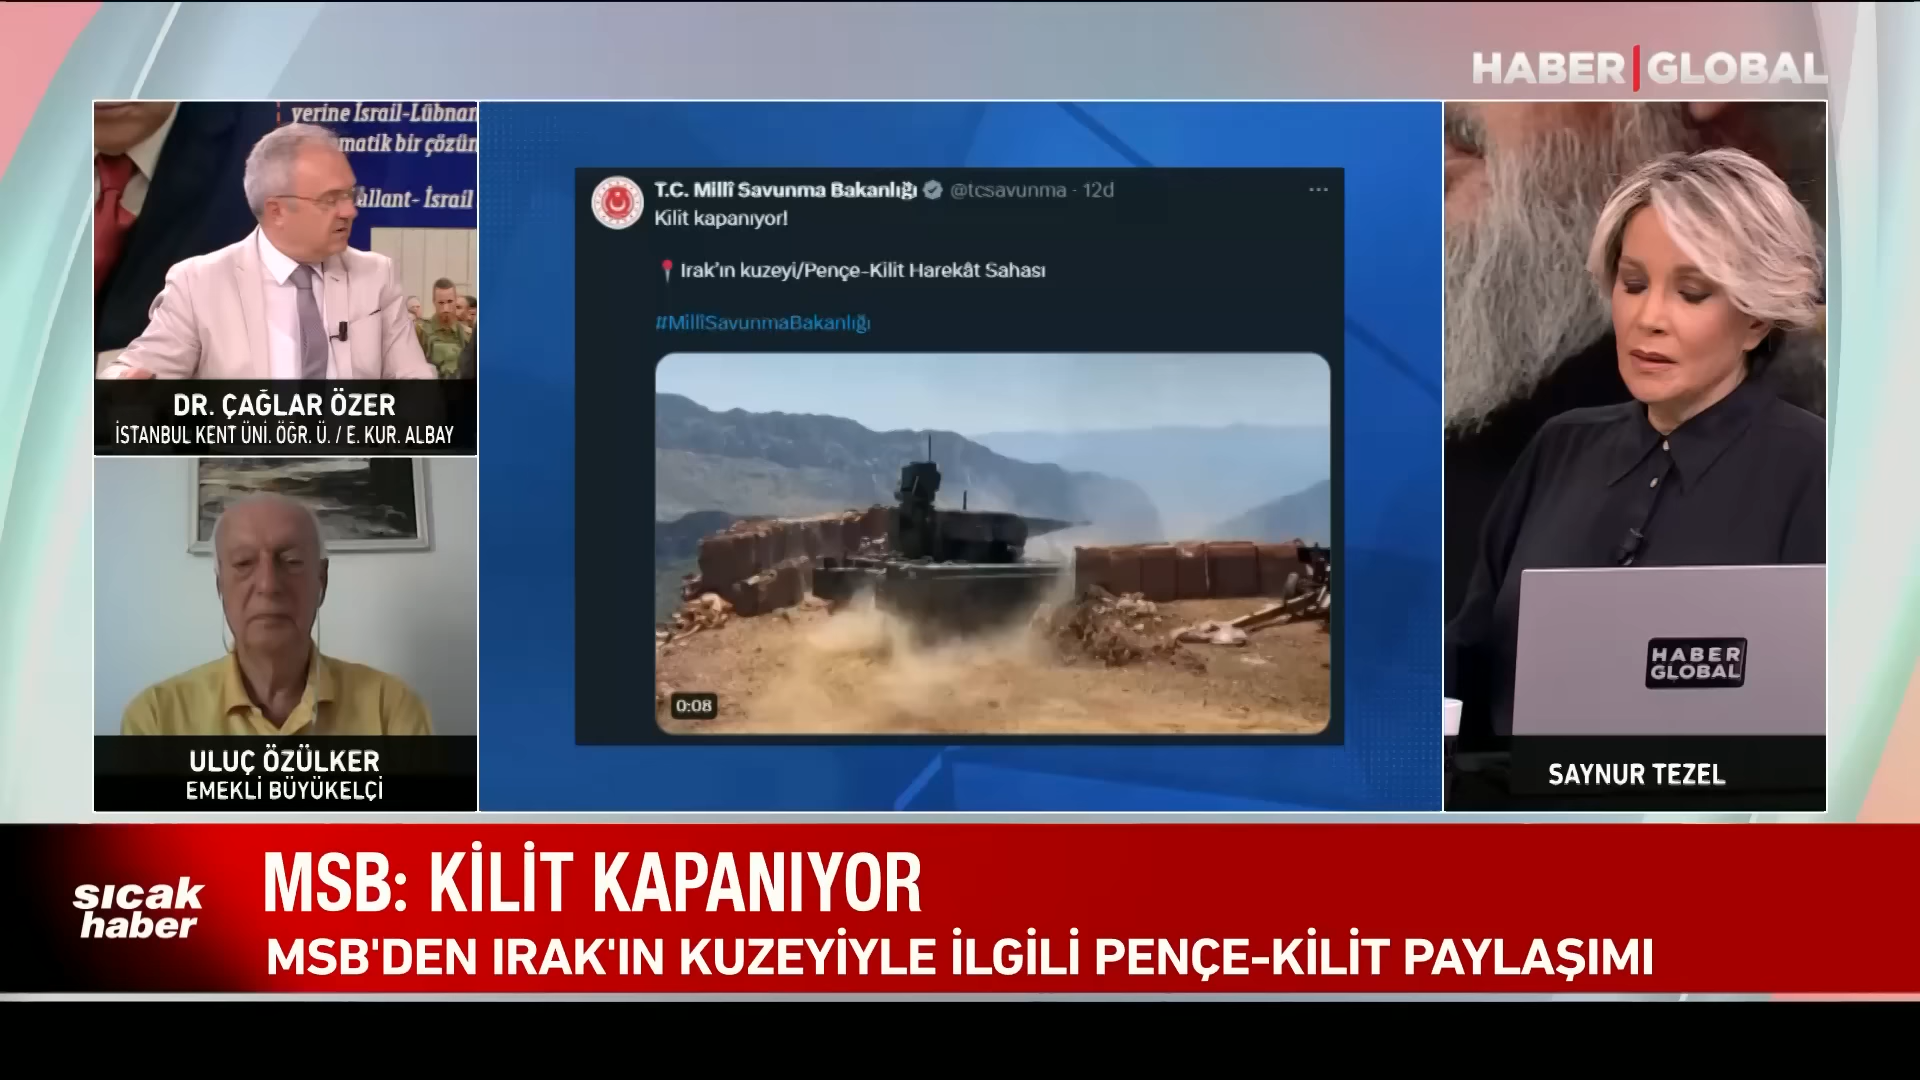 HABER GLOBAL
yerine İsrail-Lübnan
matik bir çözün
allant- İsrail
DR. ÇAĞLAR ÖZER
İSTANBUL KENT ÜNİ. ÖĞR. Ü. / E. KUR. ALBAY
ULUÇ ÖZÜLKER
EMEKLİ BÜYÜKELÇİ
T.C. Millî Savunma Bakanlığı @tcsavunma · 12d
Kilit kapanıyor!
Irak'ın kuzeyi/Pençe-Kilit Harekât Sahası
#MillîSavunmaBakanlığı
0:08
HABER
GLOBAL
SAYNUR TEZEL
sıcak
haber
MSB: KİLİT KAPANIYOR
MSB'DEN IRAK'IN KUZEYİYLE İLGİLİ PENÇE-KİLİT PAYLAŞIMI